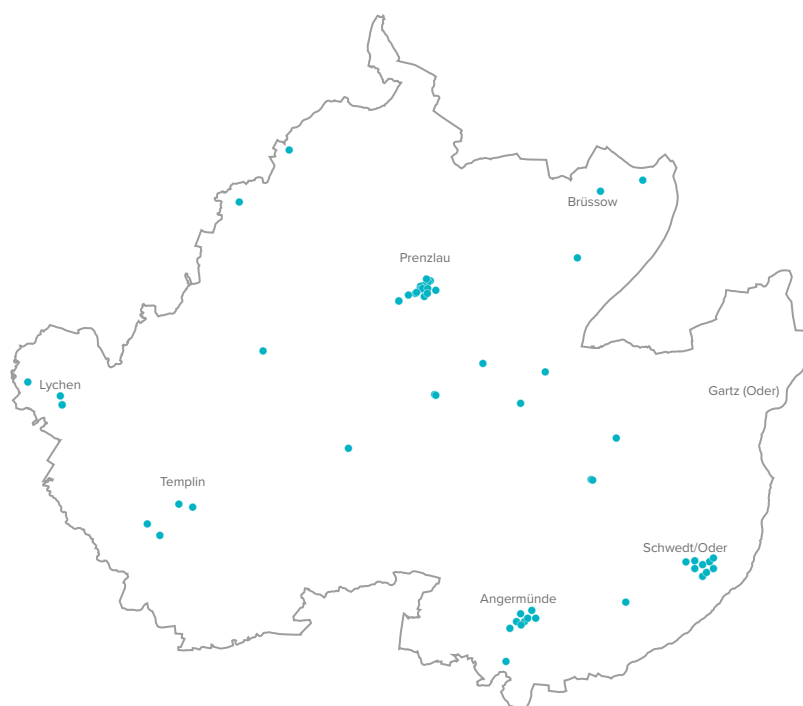 Brüssow
Prenzlau
Lychen
Gartz (Oder)
Templin
Schwedt/Oder
Angermünde